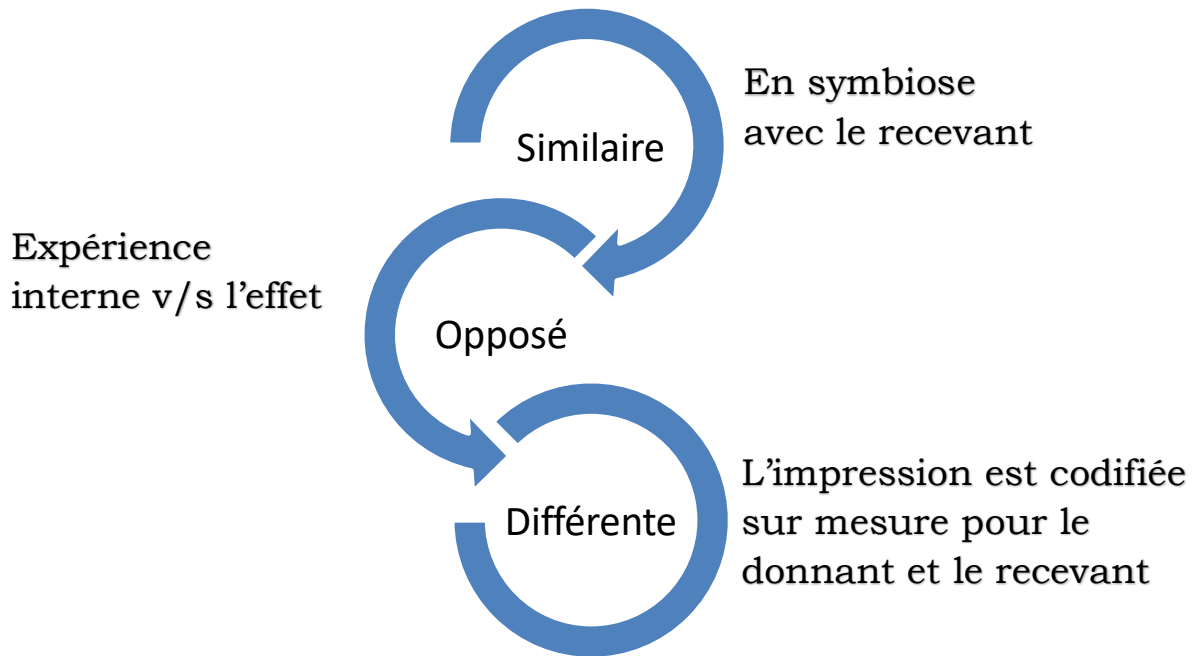 En symbiose
avec le recevant
Similaire
Expérience
interne v/s l’effet
Opposé
L’impression est codifiée
sur mesure pour le
donnant et le recevant
Différente